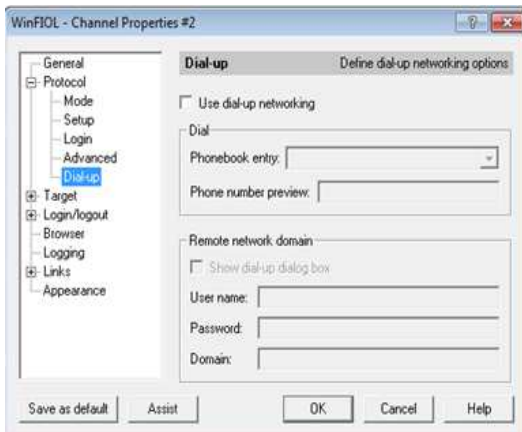 WinFIOL - Channel Properties #2
General
Protocol
Mode
Setup
Login
Advanced
Dial-up
Target
Login/logout
Browser
Logging
Links
Appearance
Dial-up Define dial-up networking options
Use dial-up networking
Dial
Phonebook entry:
Phone number preview:
Remote network domain
Show dial-up dialog box
User name:
Password:
Domain:
Save as default Assist OK Cancel Help